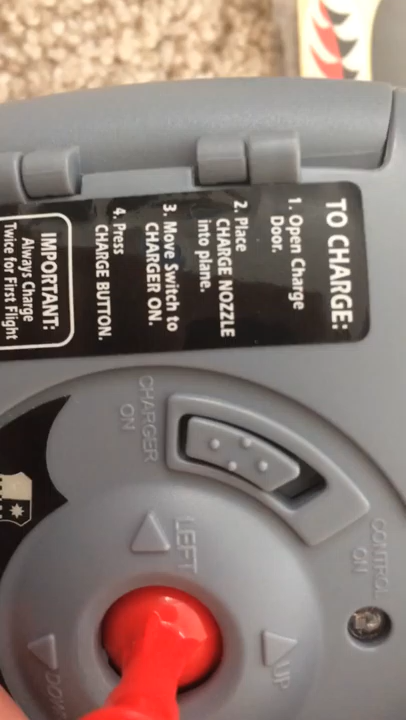 TO CHARGE:
1. Open Charge
Door.
2. Place
CHARGE NOZZLE
into plane.
3. Move Switch to
CHARGER ON.
4. Press
CHARGE BUTTON.
IMPORTANT:
Always Charge
Twice for First Flight
CHARGER
ON
CONTROL
ON
LEFT
UP